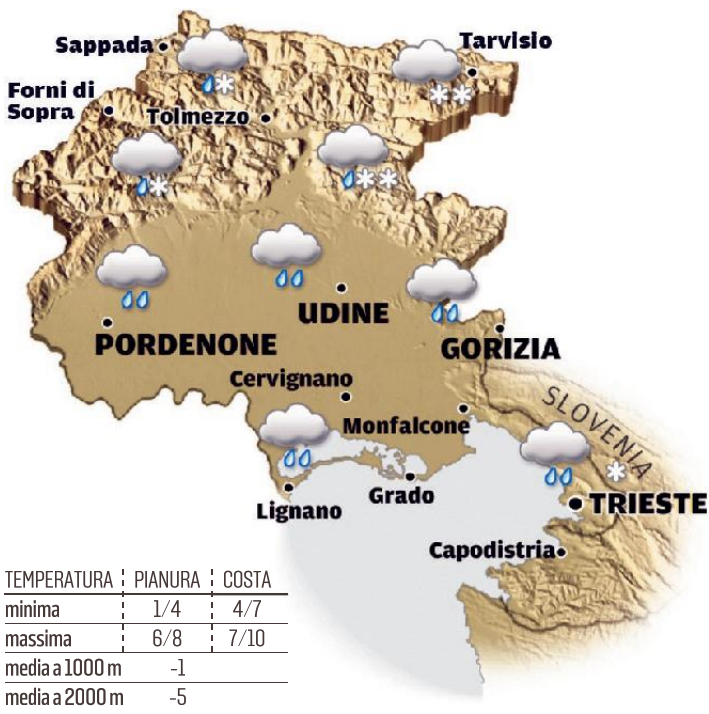 Sappada
Tarvisio
Forni di
Sopra
Tolmezzo
UDINE
PORDENONE
GORIZIA
Cervignano
SLOVENIA
Monfalcone
Lignano
Grado
TRIESTE
Capodistria
TEMPERATURA PIANURA COSTA
minima 1/4 4/7
massima 6/8 7/10
media a 1000 m -1
media a 2000 m -5